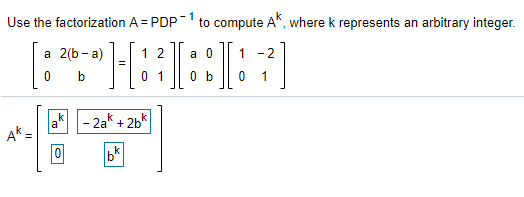 Use the factorization A = PDP⁻¹ to compute Aᵏ, where k represents an arbitrary integer.
[ a 2(b − a) ] = [ 1 2 ] [ a 0 ] [ 1 − 2 ]
[ 0 b ] [ 0 1 ] [ 0 b ] [ 0 1 ]
Aᵏ = [ aᵏ − 2aᵏ + 2bᵏ ]
[ 0 bᵏ ]